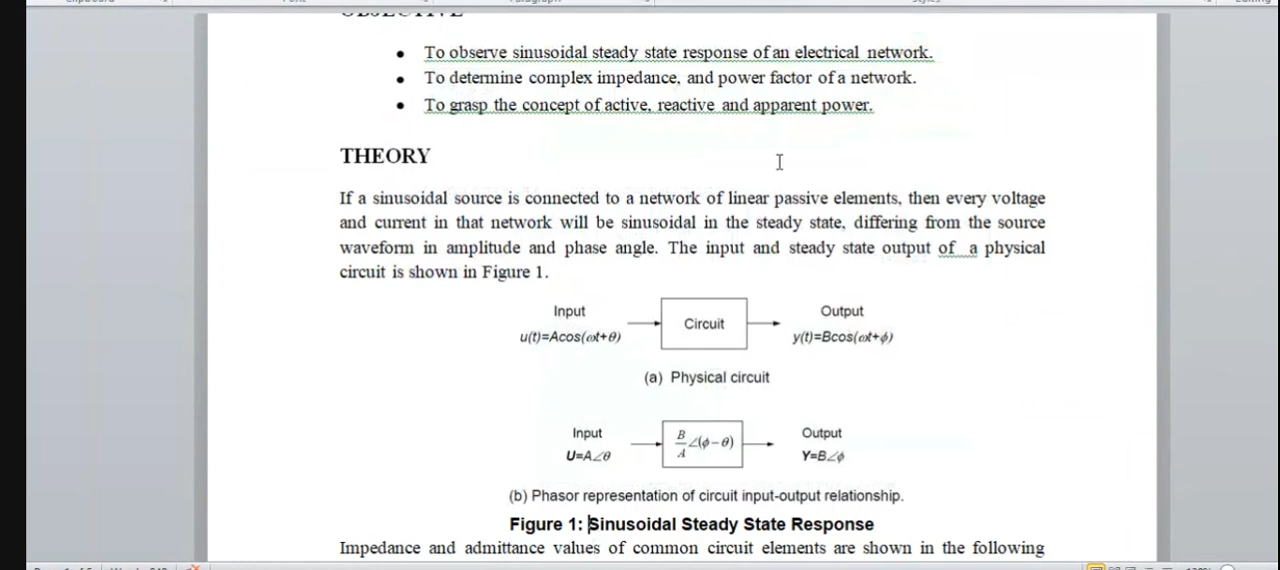 OBJECTIVE
• To observe sinusoidal steady state response of an electrical network.
• To determine complex impedance, and power factor of a network.
• To grasp the concept of active, reactive and apparent power.
THEORY
If a sinusoidal source is connected to a network of linear passive elements, then every voltage
and current in that network will be sinusoidal in the steady state, differing from the source
waveform in amplitude and phase angle. The input and steady state output of a physical
circuit is shown in Figure 1.
Input Circuit Output
u(t)=Acos(ωt+θ) y(t)=Bcos(ωt+ϕ)
(a) Physical circuit
Input B/A ∠(ϕ−θ) Output
U=A∠θ Y=B∠ϕ
(b) Phasor representation of circuit input-output relationship.
Figure 1: Sinusoidal Steady State Response
Impedance and admittance values of common circuit elements are shown in the following